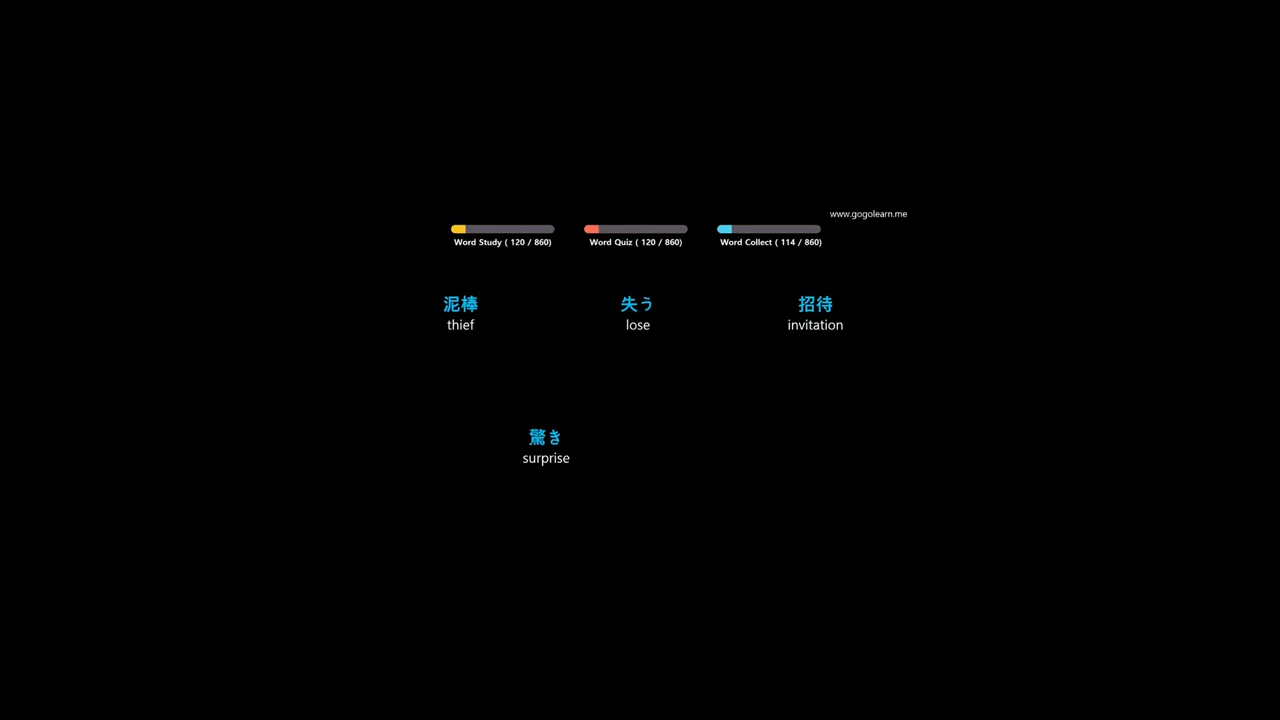 www.gogolearn.me
Word Study ( 120 / 860)
Word Quiz ( 120 / 860)
Word Collect ( 114 / 860)
泥棒
thief
失う
lose
招待
invitation
驚き
surprise